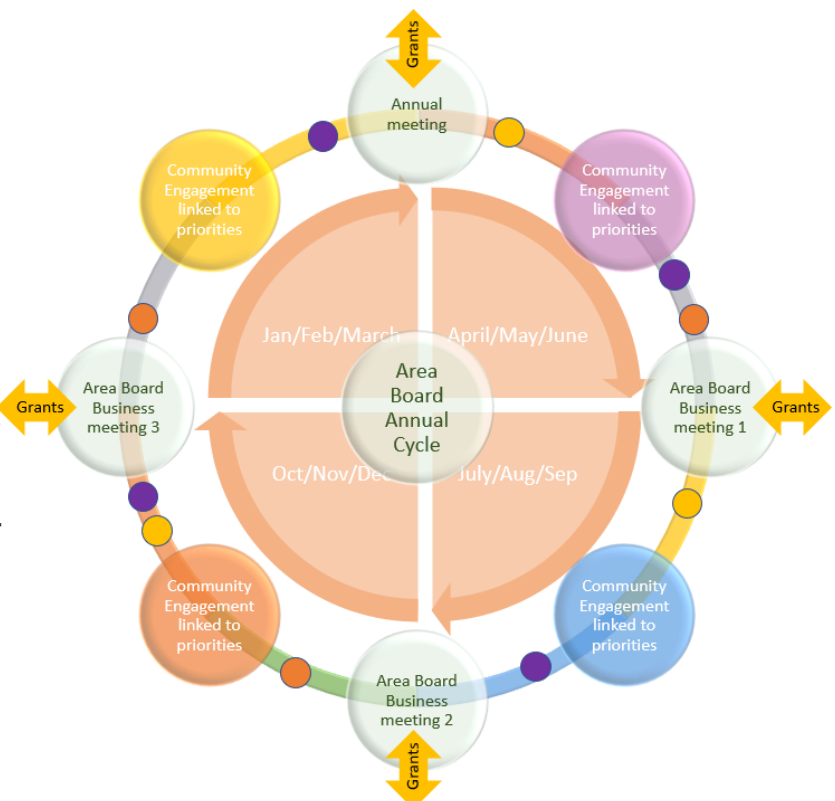 Grants
Annual
meeting
Community
Engagement
linked to
priorities
Community
Engagement
linked to
priorities
Jan/Feb/March
April/May/June
Grants
Area Board
Business
meeting 3
Area
Board
Annual
Cycle
Area Board
Business
meeting 1
Grants
Oct/Nov/Dec
July/Aug/Sep
Community
Engagement
linked to
priorities
Community
Engagement
linked to
priorities
Area Board
Business
meeting 2
Grants